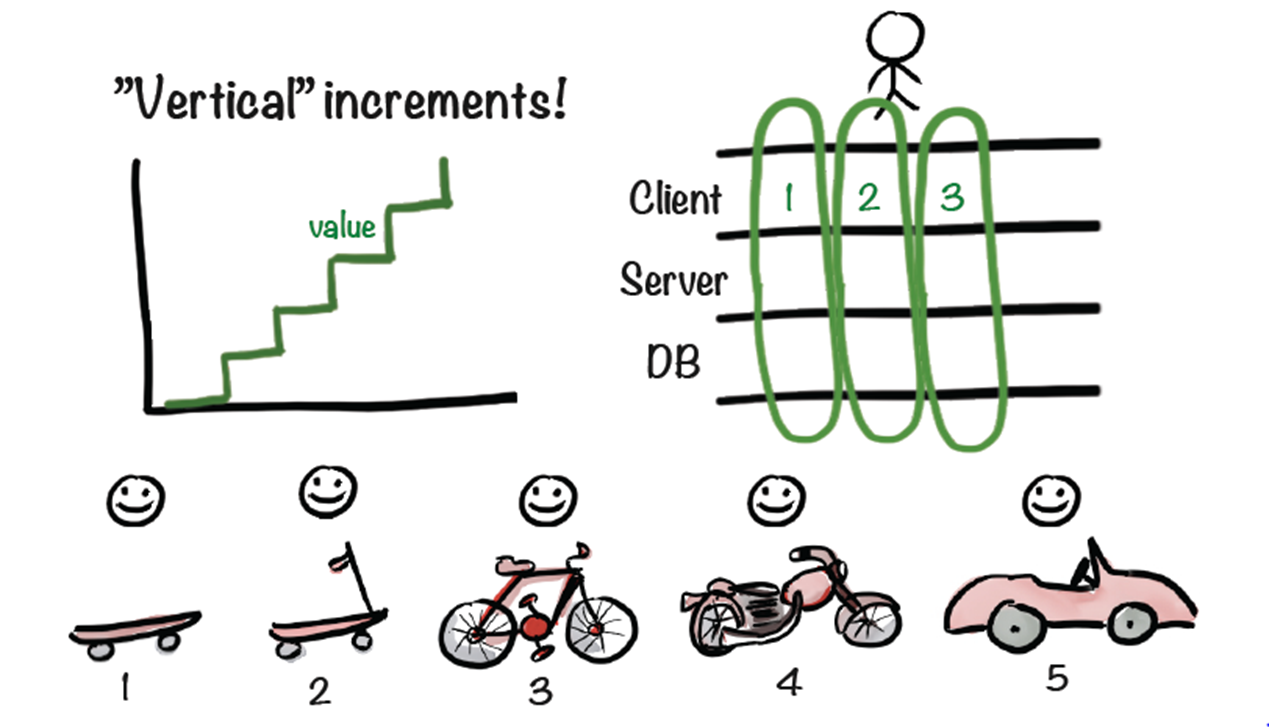 ”Vertical” increments!
value
Client 1 2 3
Server
DB
1 2 3 4 5